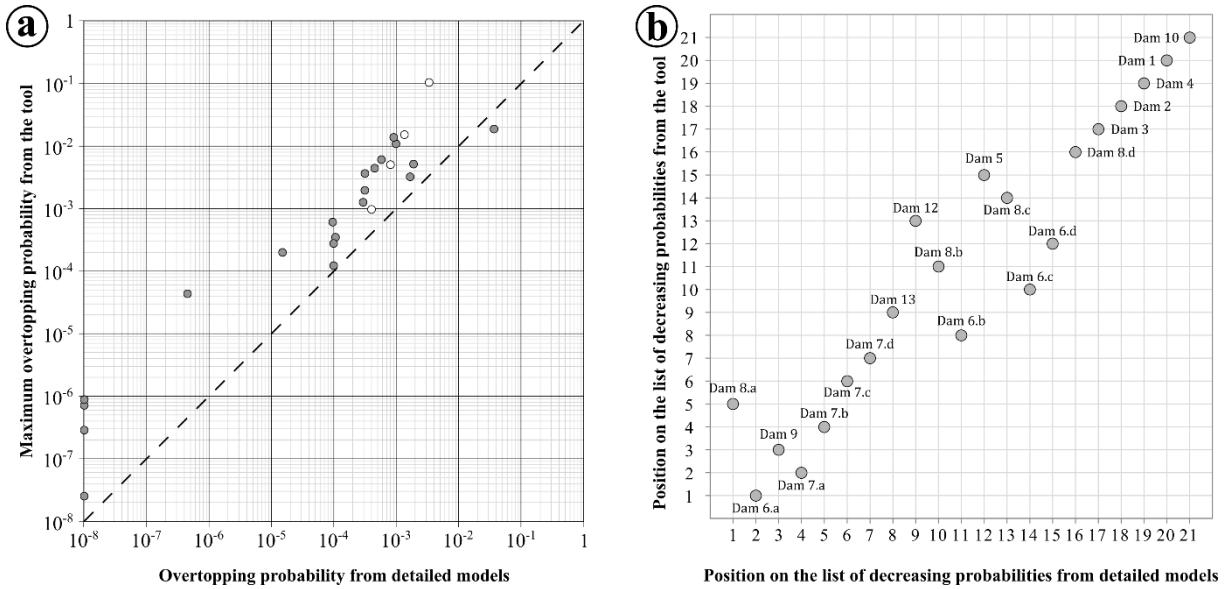 a
1
10-1
10-2
10-3
10-4
10-5
10-6
10-7
10-8
Maximum overtopping probability from the tool
10-8 10-7 10-6 10-5 10-4 10-3 10-2 10-1 1
Overtopping probability from detailed models
b
21
20
19
18
17
16
15
14
13
12
11
10
9
8
7
6
5
4
3
2
1
Position on the list of decreasing probabilities from the tool
Dam 10
Dam 1
Dam 4
Dam 2
Dam 3
Dam 8.d
Dam 5
Dam 8.c
Dam 12
Dam 6.d
Dam 8.b
Dam 6.c
Dam 13
Dam 6.b
Dam 7.d
Dam 7.c
Dam 8.a
Dam 7.b
Dam 9
Dam 7.a
Dam 6.a
1 2 3 4 5 6 7 8 9 10 11 12 13 14 15 16 17 18 19 20 21
Position on the list of decreasing probabilities from detailed models